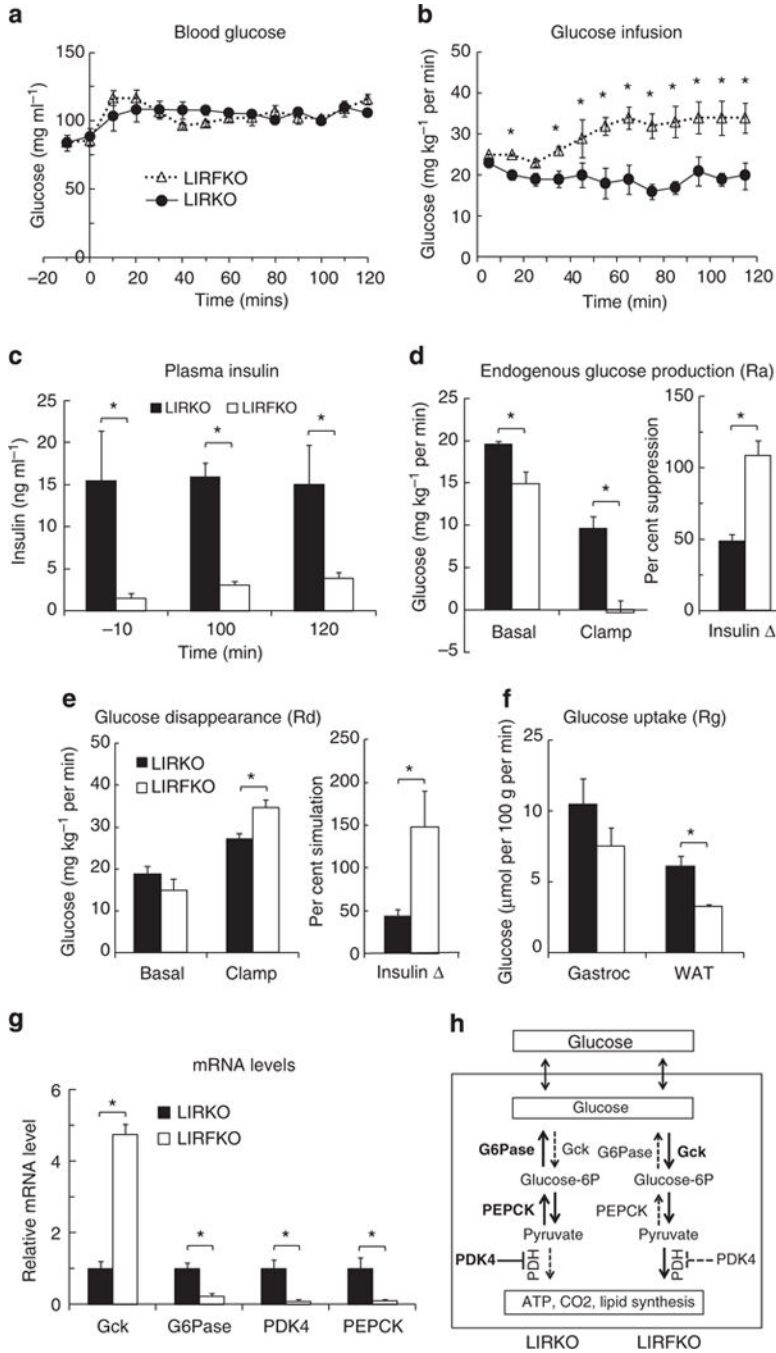 a
Blood glucose
Glucose (mg ml⁻¹)
150
100
50
0
LIRFKO
LIRKO
–20 0 20 40 60 80 100 120
Time (mins)
b
Glucose infusion
Glucose (mg kg⁻¹ per min)
50
40
30
20
10
0
* * * * * * * * * *
0 20 40 60 80 100 120
Time (min)
c
Plasma insulin
Insulin (ng ml⁻¹)
25
20
15
10
5
0
* * *
LIRKO LIRFKO
–10 100 120
Time (min)
d
Endogenous glucose production (Ra)
Glucose (mg kg⁻¹ per min)
25
20
15
10
5
0
–5
* *
Basal Clamp
Per cent suppression
150
100
50
0
*
Insulin Δ
e
Glucose disappearance (Rd)
Glucose (mg kg⁻¹ per min)
50
40
30
20
10
0
LIRKO
LIRFKO
*
Basal Clamp
Per cent simulation
250
200
150
100
50
0
*
Insulin Δ
f
Glucose uptake (Rg)
Glucose (μmol per 100 g per min)
10
5
0
*
Gastroc WAT
g
mRNA levels
Relative mRNA level
6
4
2
0
LIRKO
LIRFKO
* * * *
Gck G6Pase PDK4 PEPCK
h
Glucose
Glucose
G6Pase Gck G6Pase Gck
Glucose-6P Glucose-6P
PEPCK PEPCK
Pyruvate Pyruvate
PDK4 PDH PDH PDK4
ATP, CO2, lipid synthesis
LIRKO LIRFKO